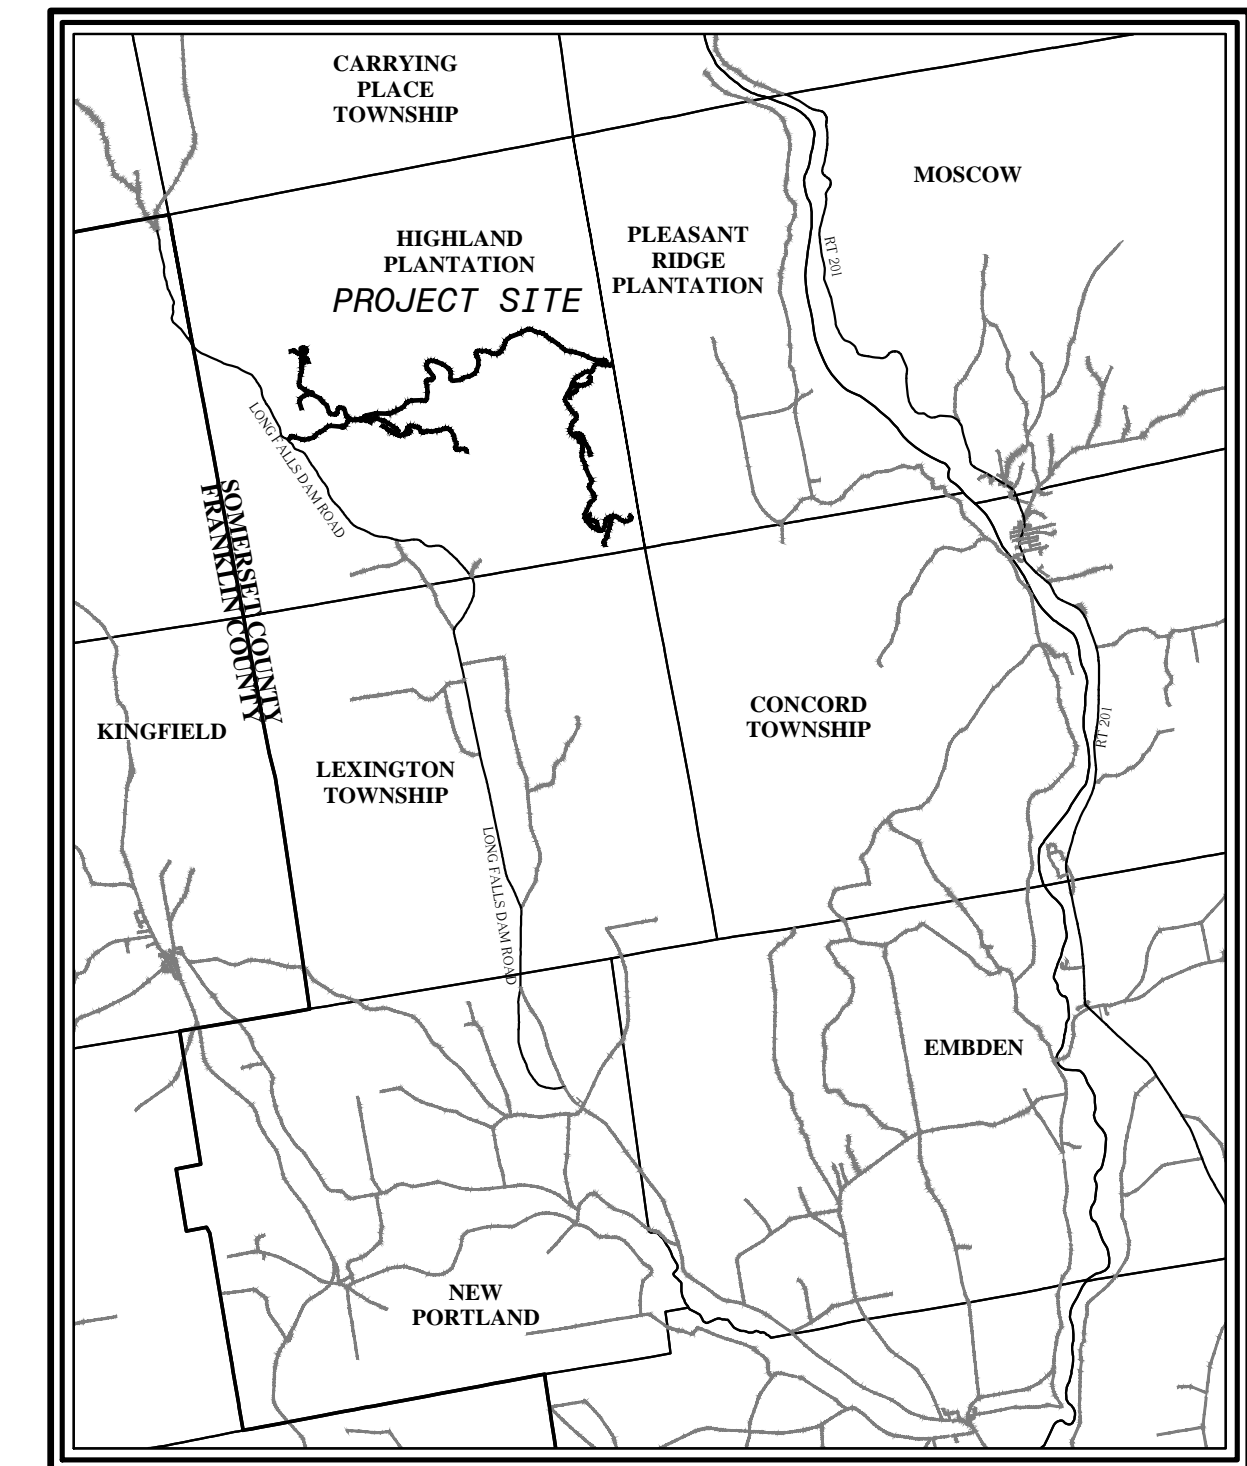 CARRYING
PLACE
TOWNSHIP
MOSCOW
HIGHLAND
PLANTATION
PROJECT SITE
PLEASANT
RIDGE
PLANTATION
RT 201
LONG FALLS DAM ROAD
SOMERSET COUNTY
FRANKLIN COUNTY
KINGFIELD
LEXINGTON
TOWNSHIP
CONCORD
TOWNSHIP
RT 201
LONG FALLS DAM ROAD
EMBDEN
NEW
PORTLAND